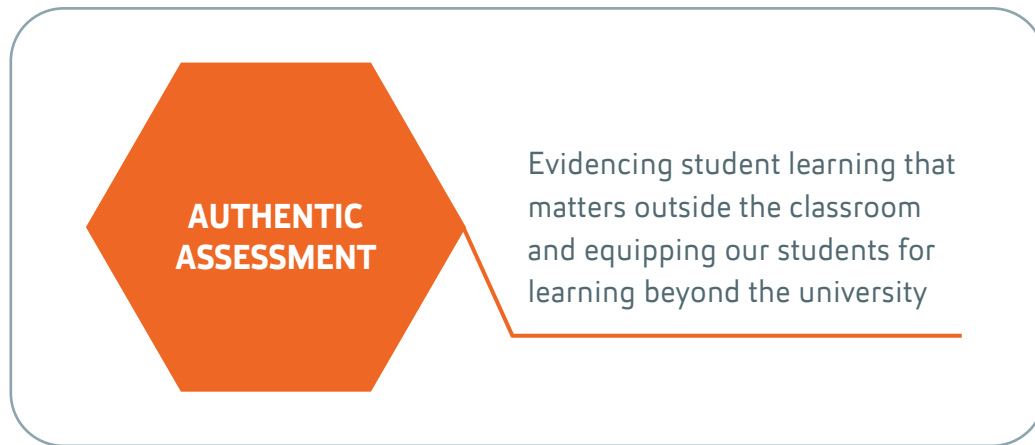 AUTHENTIC
ASSESSMENT
Evidencing student learning that
matters outside the classroom
and equipping our students for
learning beyond the university